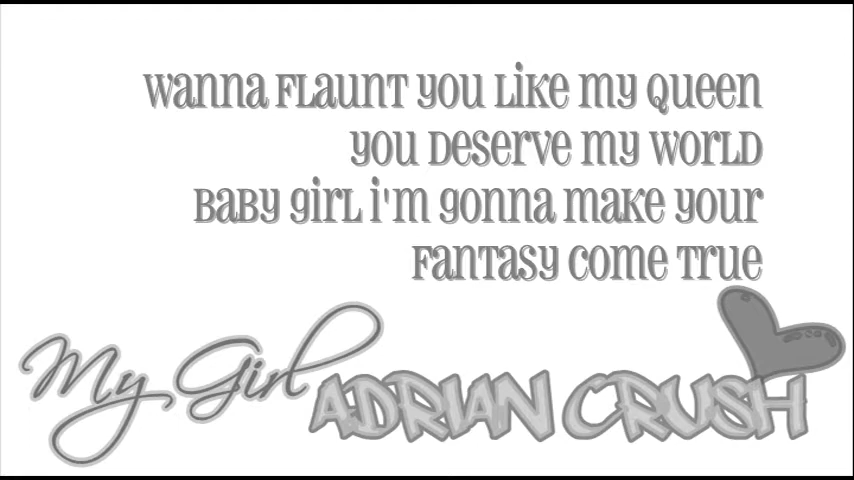 wanna flaunt you like my queen
you deserve my world
baby girl i'm gonna make your
fantasy come true
My Girl ADRIAN CRUSH